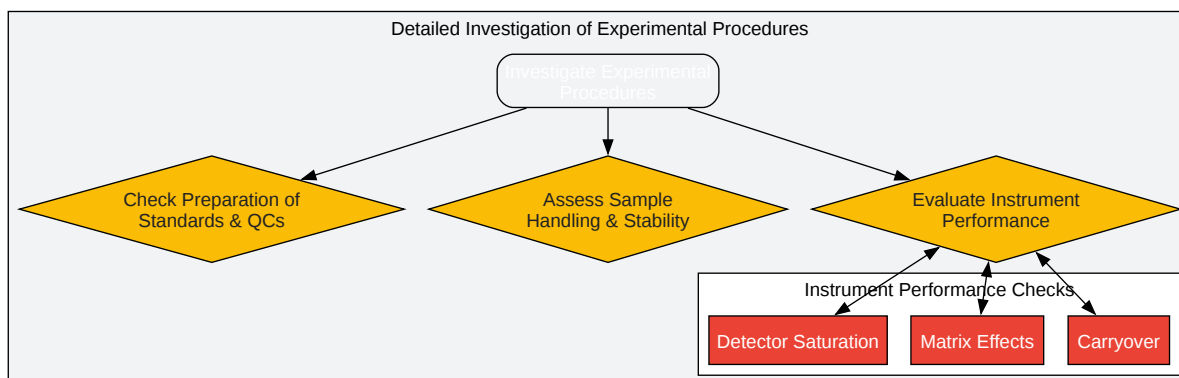 Detailed Investigation of Experimental Procedures
Investigate Experimental
Procedures
Check Preparation of
Standards & QCs
Assess Sample
Handling & Stability
Evaluate Instrument
Performance
Instrument Performance Checks
Detector Saturation
Matrix Effects
Carryover